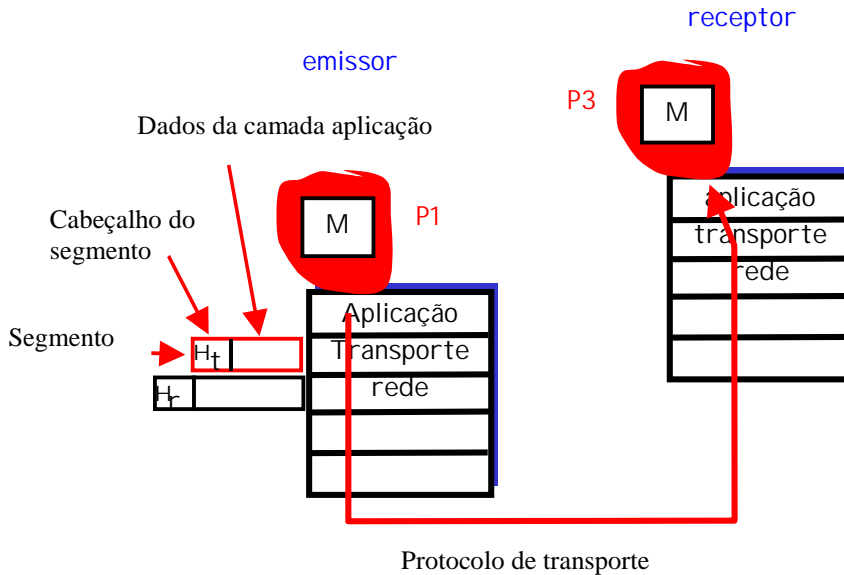 receptor
emissor
P3
M
Dados da camada aplicação
Cabeçalho do
segmento
M
P1
aplicação
transporte
rede
Segmento
Ht
Hr
Aplicação
Transporte
rede
Protocolo de transporte